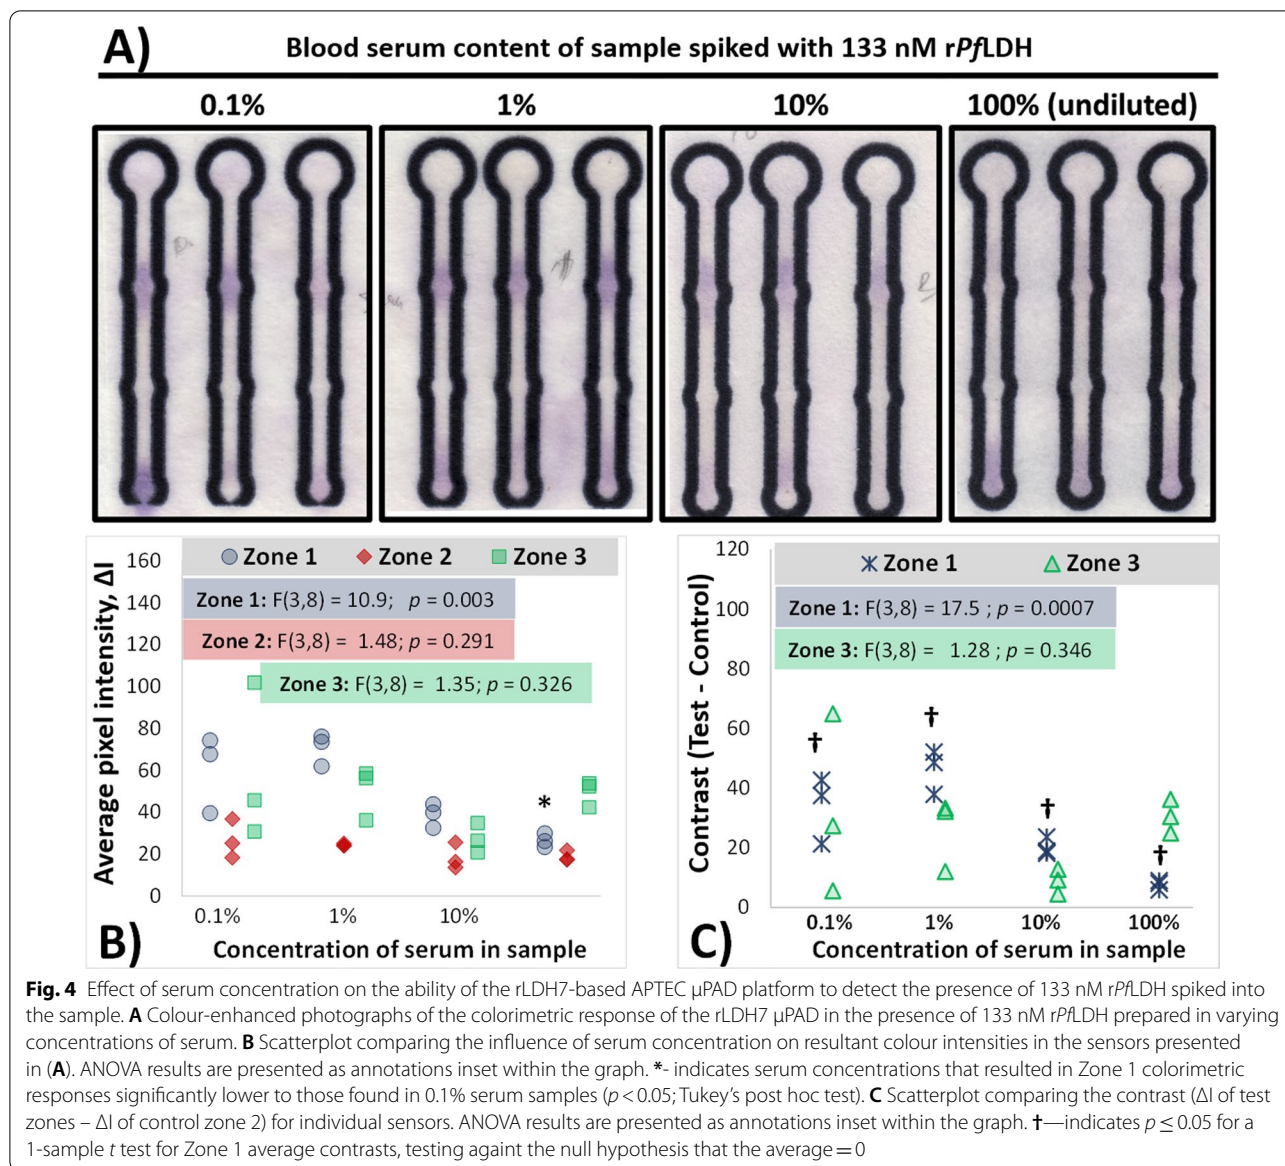 A)
Blood serum content of sample spiked with 133 nM rPfLDH
0.1%
1%
10%
100% (undiluted)
Average pixel intensity, ΔI
160
140
120
100
80
60
40
20
0
Zone 1
Zone 2
Zone 3
Zone 1: F(3,8) = 10.9; p = 0.003
Zone 2: F(3,8) = 1.48; p = 0.291
Zone 3: F(3,8) = 1.35; p = 0.326
*
0.1%
1%
10%
B)
Concentration of serum in sample
Contrast (Test - Control)
120
100
80
60
40
20
0
Zone 1
Zone 3
Zone 1: F(3,8) = 17.5 ; p = 0.0007
Zone 3: F(3,8) = 1.28 ; p = 0.346
†
†
†
†
0.1%
1%
10%
100%
C)
Concentration of serum in sample
Fig. 4 Effect of serum concentration on the ability of the rLDH7-based APTEC μPAD platform to detect the presence of 133 nM rPfLDH spiked into
the sample. A Colour-enhanced photographs of the colorimetric response of the rLDH7 μPAD in the presence of 133 nM rPfLDH prepared in varying
concentrations of serum. B Scatterplot comparing the influence of serum concentration on resultant colour intensities in the sensors presented
in (A). ANOVA results are presented as annotations inset within the graph. *- indicates serum concentrations that resulted in Zone 1 colorimetric
responses significantly lower to those found in 0.1% serum samples (p < 0.05; Tukey's post hoc test). C Scatterplot comparing the contrast (ΔI of test
zones – ΔI of control zone 2) for individual sensors. ANOVA results are presented as annotations inset within the graph. †—indicates p ≤ 0.05 for a
1-sample t test for Zone 1 average contrasts, testing againt the null hypothesis that the average = 0